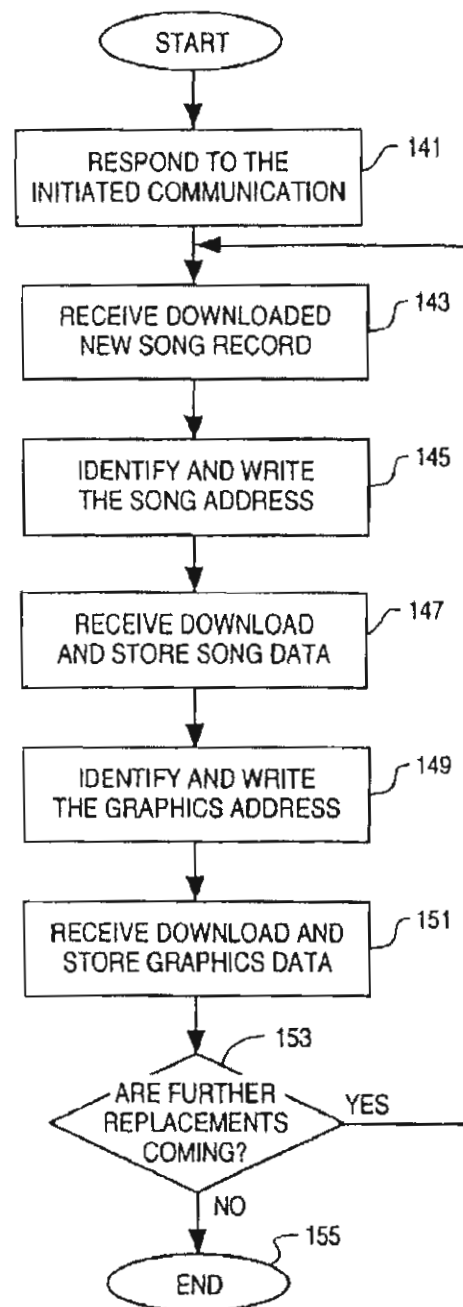 START
RESPOND TO THE
INITIATED COMMUNICATION
141
RECEIVE DOWNLOADED
NEW SONG RECORD
143
IDENTIFY AND WRITE
THE SONG ADDRESS
145
RECEIVE DOWNLOAD
AND STORE SONG DATA
147
IDENTIFY AND WRITE
THE GRAPHICS ADDRESS
149
RECEIVE DOWNLOAD AND
STORE GRAPHICS DATA
151
153
ARE FURTHER
REPLACEMENTS
COMING?
YES
NO
END
155